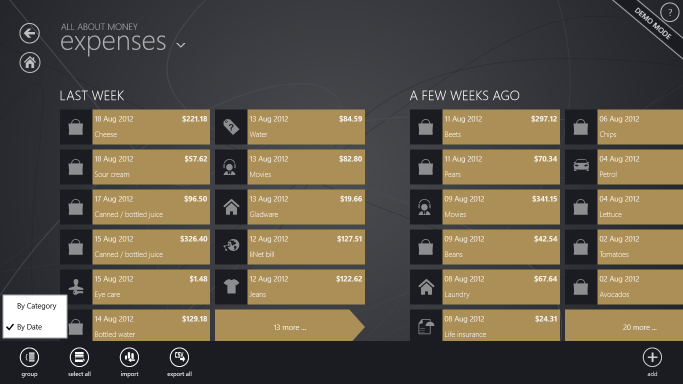 ALL ABOUT MONEY
expenses
?
DEMO MODE
LAST WEEK
18 Aug 2012 $221.18
Cheese
18 Aug 2012 $57.62
Sour cream
17 Aug 2012 $96.50
Canned / bottled juice
15 Aug 2012 $326.40
Canned / bottled juice
15 Aug 2012 $1.48
Eye care
14 Aug 2012 $129.18
Bottled water
13 Aug 2012 $84.59
Water
13 Aug 2012 $82.80
Movies
13 Aug 2012 $19.66
Gladware
12 Aug 2012 $127.51
IiNet bill
12 Aug 2012 $122.62
Jeans
13 more ...
A FEW WEEKS AGO
11 Aug 2012 $297.12
Beets
11 Aug 2012 $70.34
Pears
09 Aug 2012 $341.15
Movies
09 Aug 2012 $42.54
Beans
08 Aug 2012 $67.64
Laundry
08 Aug 2012 $24.31
Life insurance
06 Aug 2012
Chips
04 Aug 2012
Petrol
04 Aug 2012
Lettuce
02 Aug 2012
Tomatoes
02 Aug 2012
Avocados
20 more ...
By Category
By Date
group
select all
import
export all
add